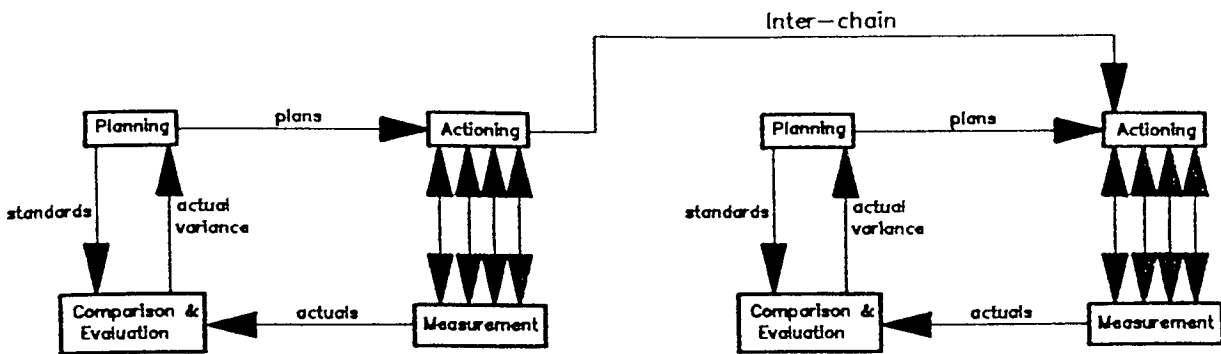 Inter-chain
Planning
plans
Actioning
standards
actual
variance
Comparison &
Evaluation
actuals
Measurement
Planning
plans
Actioning
standards
actual
variance
Comparison &
Evaluation
actuals
Measurement